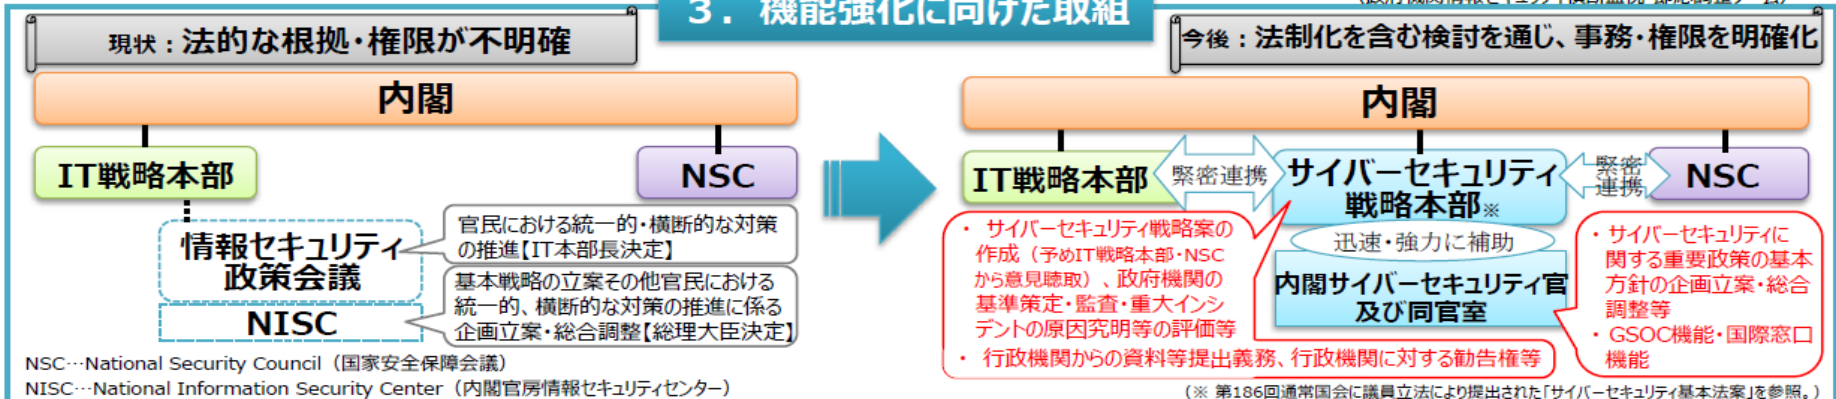 3．機能強化に向けた取組
現状：法的な根拠・権限が不明確
内閣
IT戦略本部
NSC
情報セキュリティ
政策会議
NISC
官民における統一的・横断的な対策
の推進【IT本部長決定】
基本戦略の立案その他官民における
統一的、横断的な対策の推進に係る
企画立案・総合調整【総理大臣決定】
NSC…National Security Council（国家安全保障会議）
NISC…National Information Security Center（内閣官房情報セキュリティセンター）
今後：法制化を含む検討を通じ、事務・権限を明確化
内閣
IT戦略本部
緊密連携
サイバーセキュリティ
戦略本部※
緊密
連携
NSC
迅速・強力に補助
内閣サイバーセキュリティ官
及び同官室
・ サイバーセキュリティ戦略案の
作成（予めIT戦略本部・NSC
から意見聴取）、政府機関の
基準策定・監査・重大インシ
デントの原因究明等の評価等
・ 行政機関からの資料等提出義務、行政機関に対する勧告権等
・ サイバーセキュリティに
関する重要政策の基本
方針の企画立案・総合
調整等
・ GSOC機能・国際窓口
機能
（※ 第186回通常国会に議員立法により提出された「サイバーセキュリティ基本法案」を参照。）